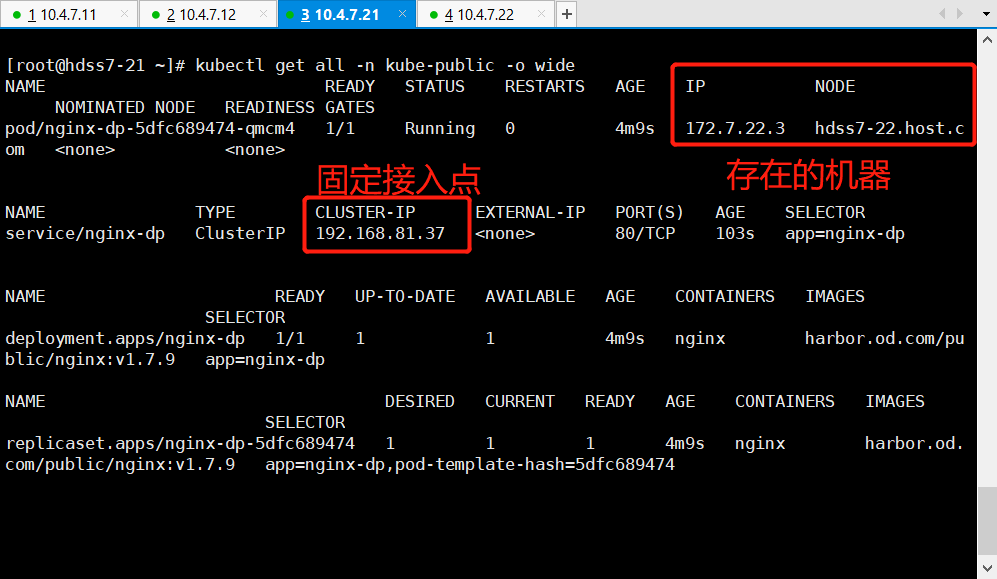 1 10.4.7.11 2 10.4.7.12 3 10.4.7.21 4 10.4.7.22
[root@hdss7-21 ~]# kubectl get all -n kube-public -o wide
NAME READY STATUS RESTARTS AGE IP NODE
NOMINATED NODE READINESS GATES
pod/nginx-dp-5dfc689474-qmcm4 1/1 Running 0 4m9s 172.7.22.3 hdss7-22.host.c
om <none> <none>
固定接入点 存在的机器
NAME TYPE CLUSTER-IP EXTERNAL-IP PORT(S) AGE SELECTOR
service/nginx-dp ClusterIP 192.168.81.37 <none> 80/TCP 103s app=nginx-dp
NAME READY UP-TO-DATE AVAILABLE AGE CONTAINERS IMAGES
SELECTOR
deployment.apps/nginx-dp 1/1 1 1 4m9s nginx harbor.od.com/pu
blic/nginx:v1.7.9 app=nginx-dp
NAME DESIRED CURRENT READY AGE CONTAINERS IMAGES
SELECTOR
replicaset.apps/nginx-dp-5dfc689474 1 1 1 4m9s nginx harbor.od.
com/public/nginx:v1.7.9 app=nginx-dp,pod-template-hash=5dfc689474